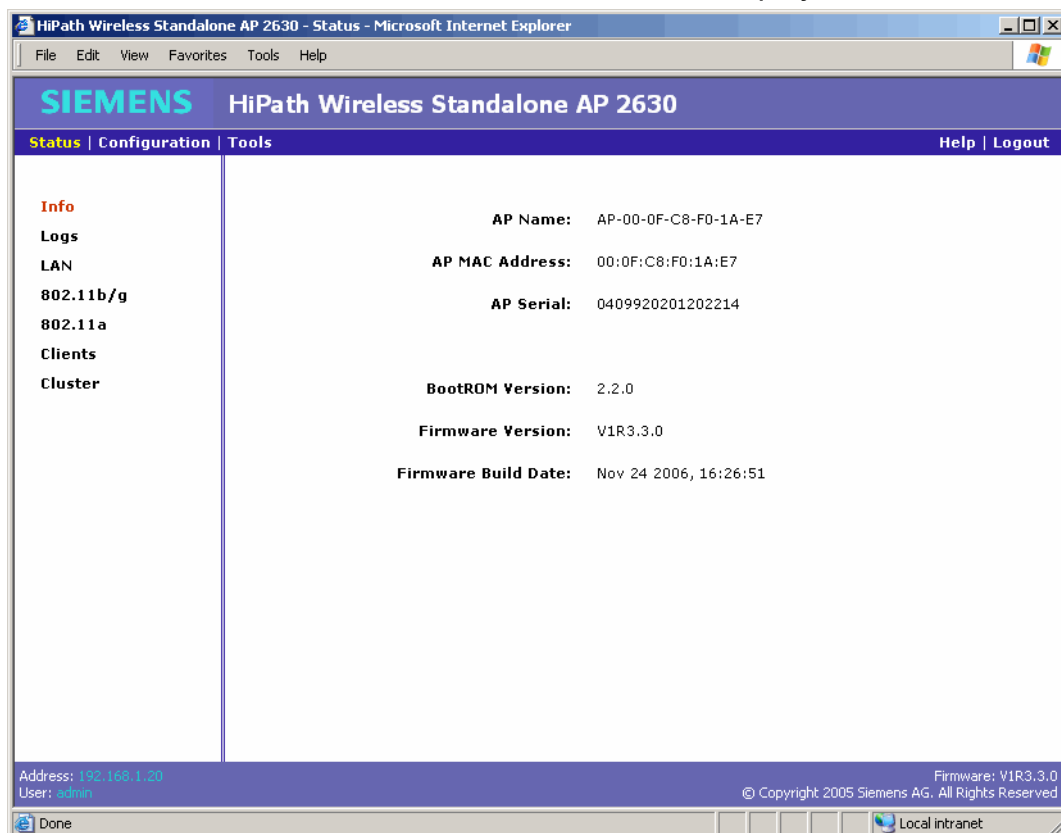 HiPath Wireless Standalone AP 2630 - Status - Microsoft Internet Explorer
File Edit View Favorites Tools Help
SIEMENS HiPath Wireless Standalone AP 2630
Status | Configuration | Tools Help | Logout
Info
Logs
LAN
802.11b/g
802.11a
Clients
Cluster
AP Name: AP-00-0F-C8-F0-1A-E7
AP MAC Address: 00:0F:C8:F0:1A:E7
AP Serial: 0409920201202214
BootROM Version: 2.2.0
Firmware Version: V1R3.3.0
Firmware Build Date: Nov 24 2006, 16:26:51
Address: 192.168.1.20 Firmware: V1R3.3.0
User: admin © Copyright 2005 Siemens AG. All Rights Reserved
Done Local intranet